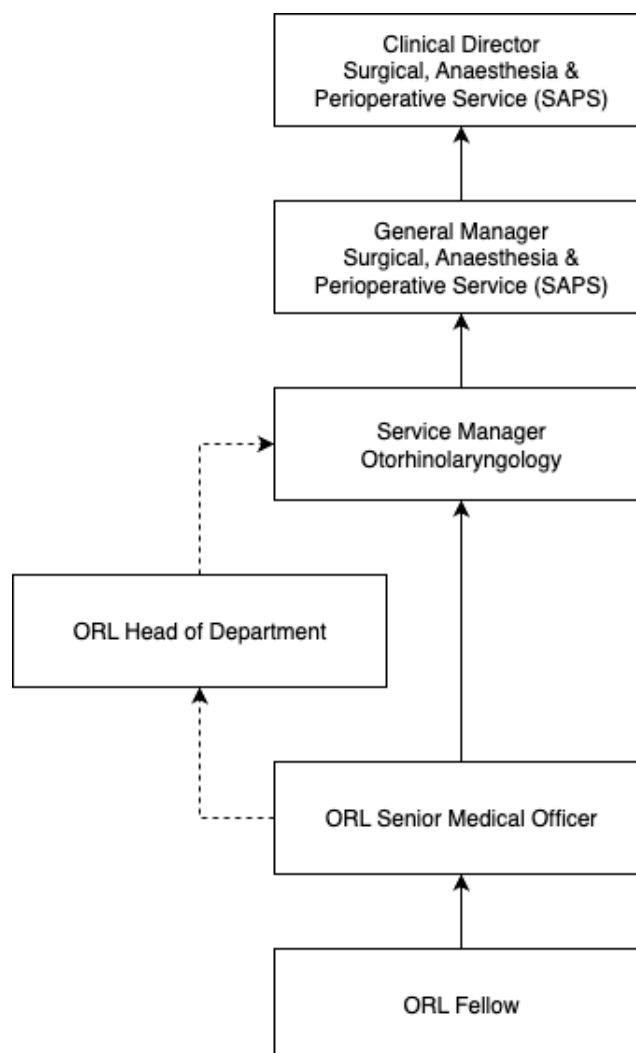 Clinical Director
Surgical, Anaesthesia &
Perioperative Service (SAPS)
General Manager
Surgical, Anaesthesia &
Perioperative Service (SAPS)
Service Manager
Otorhinolaryngology
ORL Head of Department
ORL Senior Medical Officer
ORL Fellow